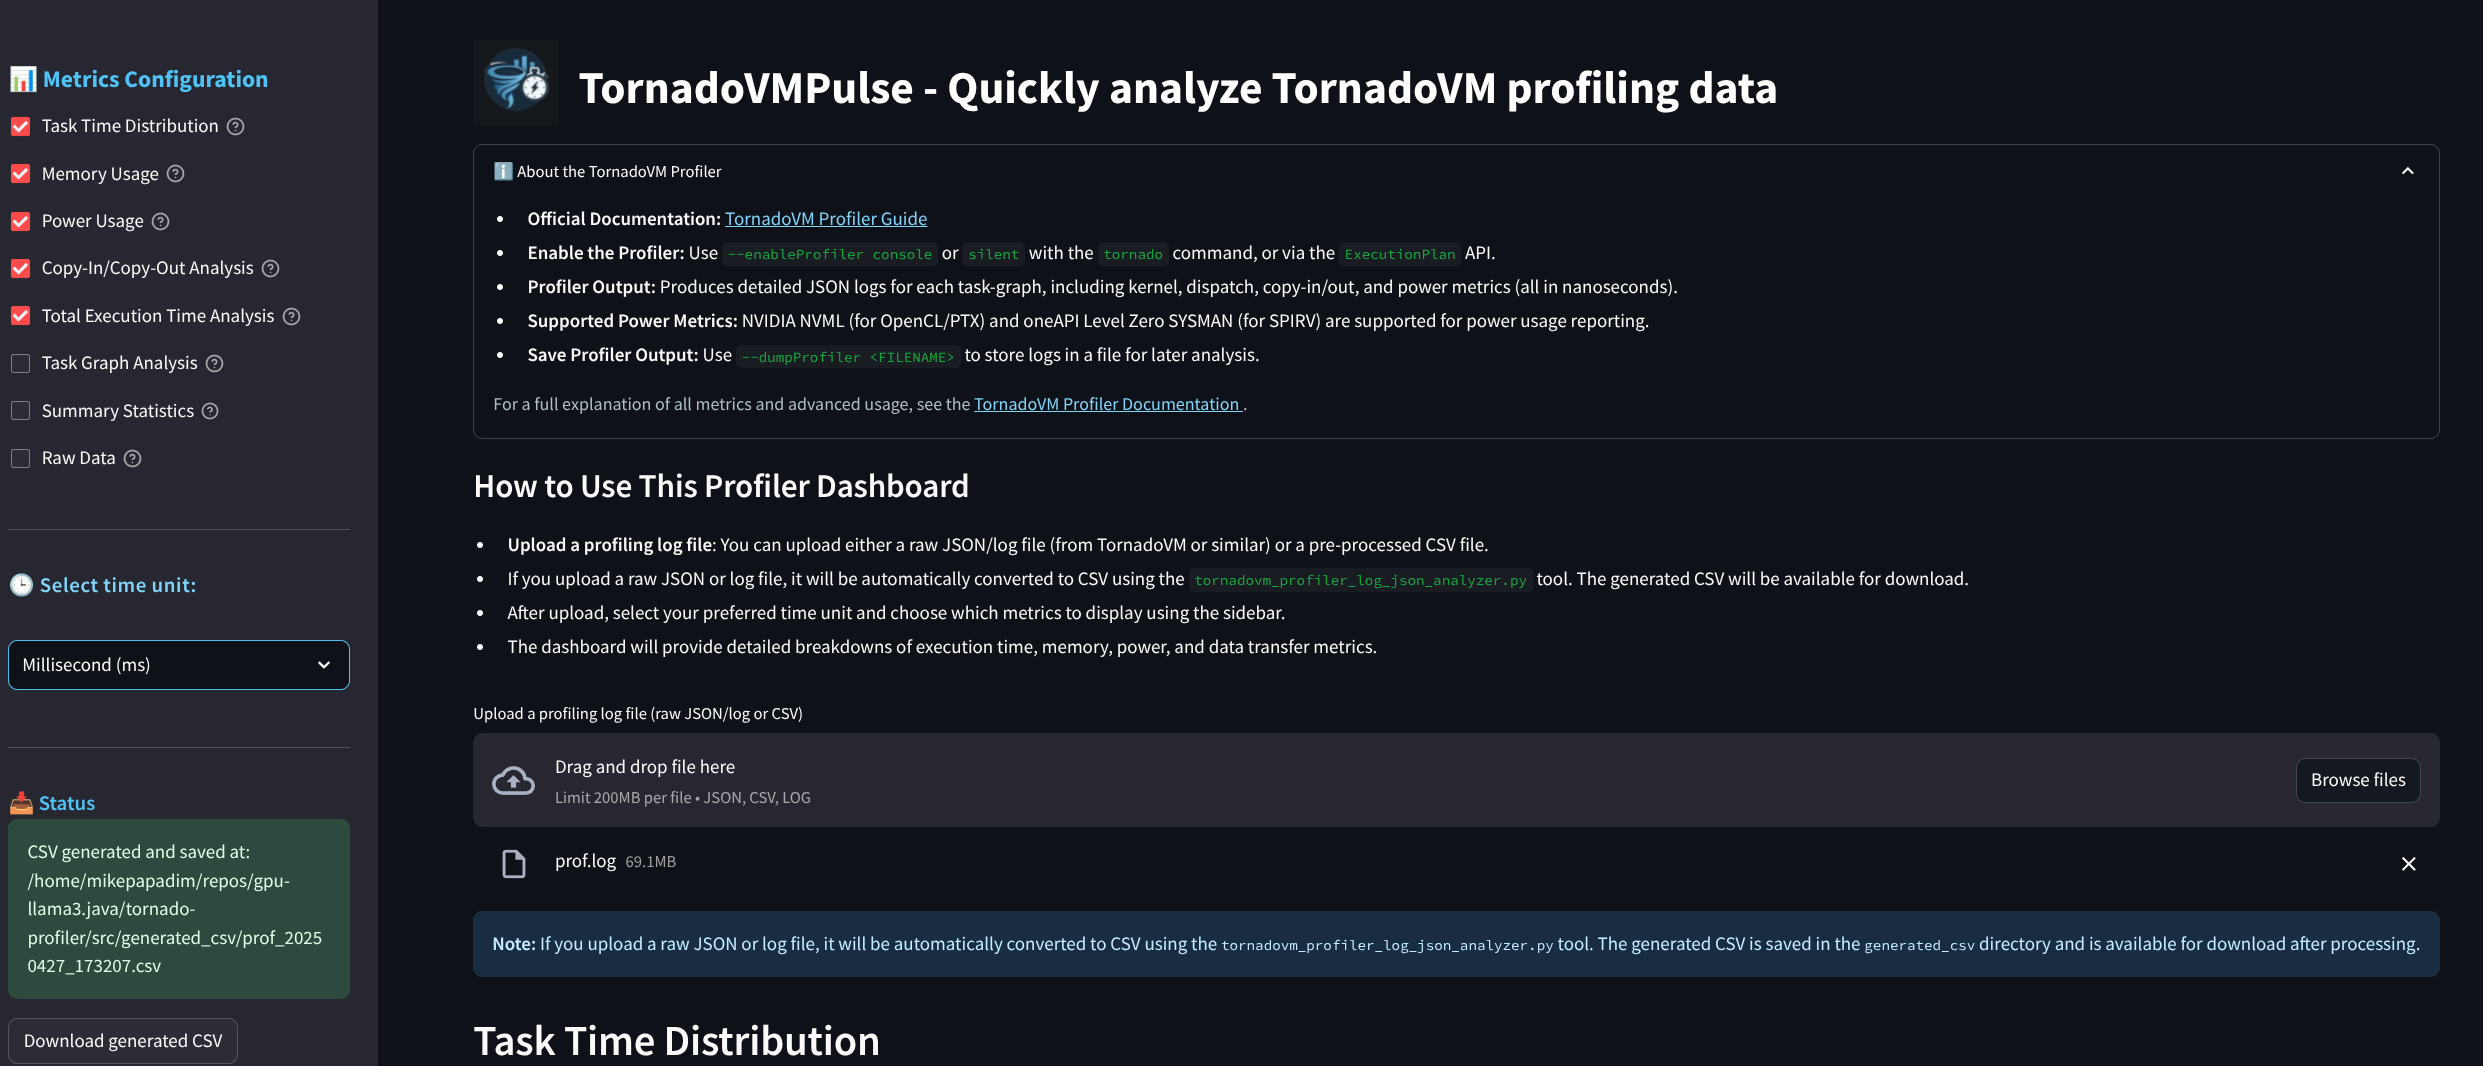 Metrics Configuration
Task Time Distribution
Memory Usage
Power Usage
Copy-In/Copy-Out Analysis
Total Execution Time Analysis
Task Graph Analysis
Summary Statistics
Raw Data
Select time unit:
Millisecond (ms)
Status
CSV generated and saved at:
/home/mikepapadim/repos/gpu-
llama3.java/tornado-
profiler/src/generated_csv/prof_2025
0427_173207.csv
Download generated CSV
TornadoVMPulse - Quickly analyze TornadoVM profiling data
About the TornadoVM Profiler
• Official Documentation: TornadoVM Profiler Guide
• Enable the Profiler: Use --enableProfiler console or silent with the tornado command, or via the ExecutionPlan API.
• Profiler Output: Produces detailed JSON logs for each task-graph, including kernel, dispatch, copy-in/out, and power metrics (all in nanoseconds).
• Supported Power Metrics: NVIDIA NVML (for OpenCL/PTX) and oneAPI Level Zero SYSMAN (for SPIRV) are supported for power usage reporting.
• Save Profiler Output: Use --dumpProfiler <FILENAME> to store logs in a file for later analysis.
For a full explanation of all metrics and advanced usage, see the TornadoVM Profiler Documentation .
How to Use This Profiler Dashboard
• Upload a profiling log file: You can upload either a raw JSON/log file (from TornadoVM or similar) or a pre-processed CSV file.
• If you upload a raw JSON or log file, it will be automatically converted to CSV using the tornadovm_profiler_log_json_analyzer.py tool. The generated CSV will be available for download.
• After upload, select your preferred time unit and choose which metrics to display using the sidebar.
• The dashboard will provide detailed breakdowns of execution time, memory, power, and data transfer metrics.
Upload a profiling log file (raw JSON/log or CSV)
Drag and drop file here
Limit 200MB per file • JSON, CSV, LOG
Browse files
prof.log 69.1MB
Note: If you upload a raw JSON or log file, it will be automatically converted to CSV using the tornadovm_profiler_log_json_analyzer.py tool. The generated CSV is saved in the generated_csv directory and is available for download after processing.
Task Time Distribution